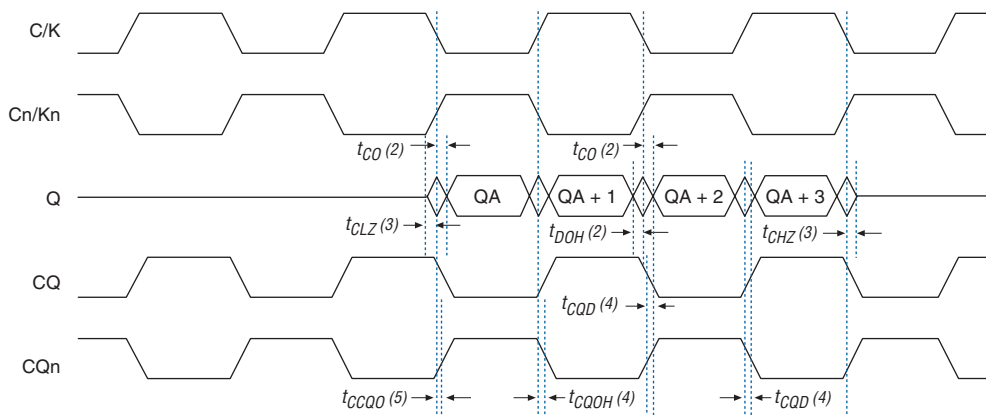 C/K
Cn/Kn
tCO (2) tCO (2)
Q QA QA + 1 QA + 2 QA + 3
tCLZ (3) tDOH (2) tCHZ (3)
CQ
tCQD (4)
CQn
tCCQO (5) tCQOH (4) tCQD (4)